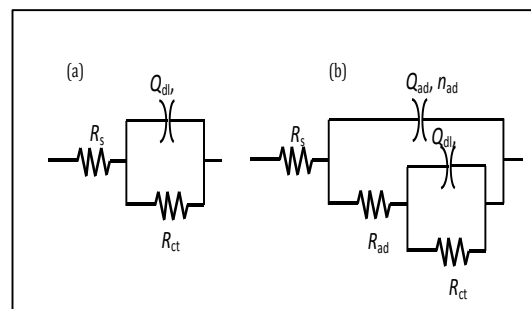 (a)
Qdl,
Rs
Rct
(b)
Qad, nad
Rs
Qdl,
Rad
Rct